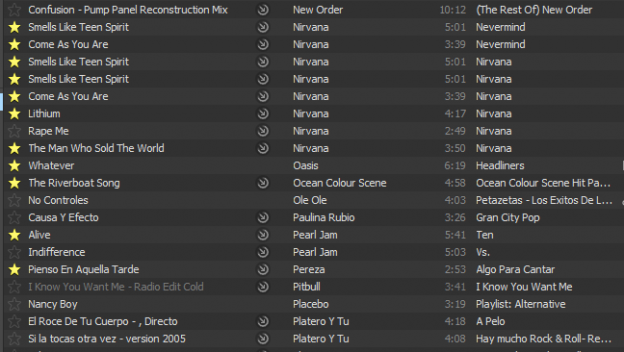 Confusion - Pump Panel Reconstruction Mix New Order 10:12 (The Rest Of) New Order
Smells Like Teen Spirit Nirvana 5:01 Nevermind
Come As You Are Nirvana 3:39 Nevermind
Smells Like Teen Spirit Nirvana 5:01 Nirvana
Smells Like Teen Spirit Nirvana 5:01 Nirvana
Come As You Are Nirvana 3:39 Nirvana
Lithium Nirvana 4:17 Nirvana
Rape Me Nirvana 2:49 Nirvana
The Man Who Sold The World Nirvana 3:50 Nirvana
Whatever Oasis 6:19 Headliners
The Riverboat Song Ocean Colour Scene 4:58 Ocean Colour Scene Hit Pa...
No Controles Ole Ole 4:03 Petazetas - Los Exitos De L...
Causa Y Efecto Paulina Rubio 3:26 Gran City Pop
Alive Pearl Jam 5:41 Ten
Indifference Pearl Jam 5:03 Vs.
Pienso En Aquella Tarde Pereza 2:53 Algo Para Cantar
I Know You Want Me - Radio Edit Cold Pitbull 3:41 I Know You Want Me
Nancy Boy Placebo 3:19 Playlist: Alternative
El Roce De Tu Cuerpo - , Directo Platero Y Tu 4:18 A Pelo
Si la tocas otra vez - version 2005 Platero Y Tu 4:08 Hay mucho Rock & Roll- Re...